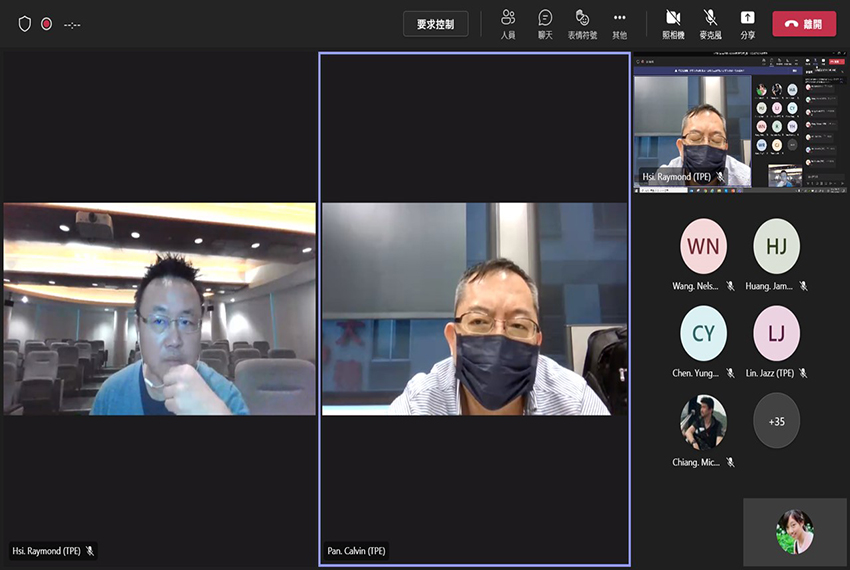 --:--
要求控制
人員
聊天
表情符號
其他
照相機
麥克風
分享
離開
Hsi. Raymond (TPE)
WN
HJ
Wang. Nels...
Huang. Jam...
CY
LJ
Chen. Yung...
Lin. Jazz (TPE)
+35
Chiang. Mic...
Hsi. Raymond (TPE)
Pan. Calvin (TPE)